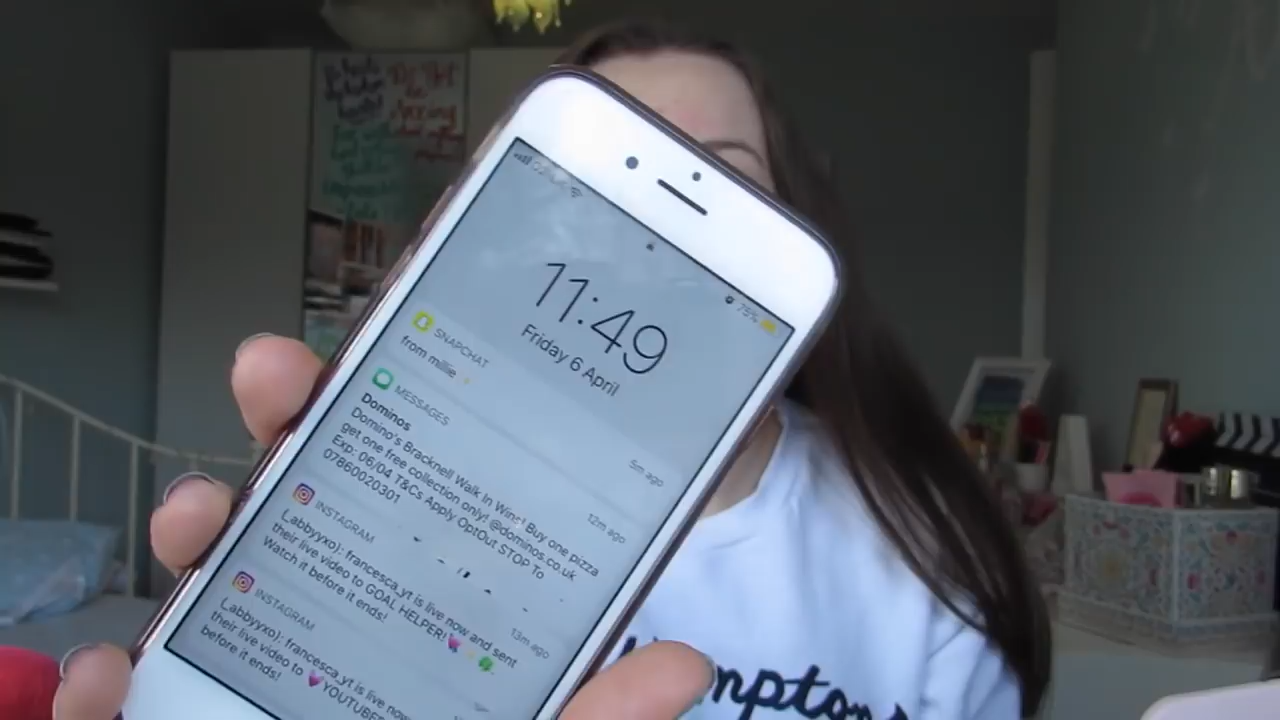 75%
11:49
Friday 6 April
SNAPCHAT
5m ago
from millie
MESSAGES
12m ago
Dominos
Domino's Bracknell Walk In Wins! Buy one pizza
get one free collection only! @dominos.co.uk
Exp: 06/04 T&Cs Apply OptOut STOP To
07860020301
INSTAGRAM
13m ago
(_abbyyxo): francesca_yt is live now and sent
their live video to GOAL HELPER!💘✨
Watch it before it ends!
INSTAGRAM
(_abbyyxo): francesca_yt is live now
their live video to 💘YOUTUBE
before it ends!